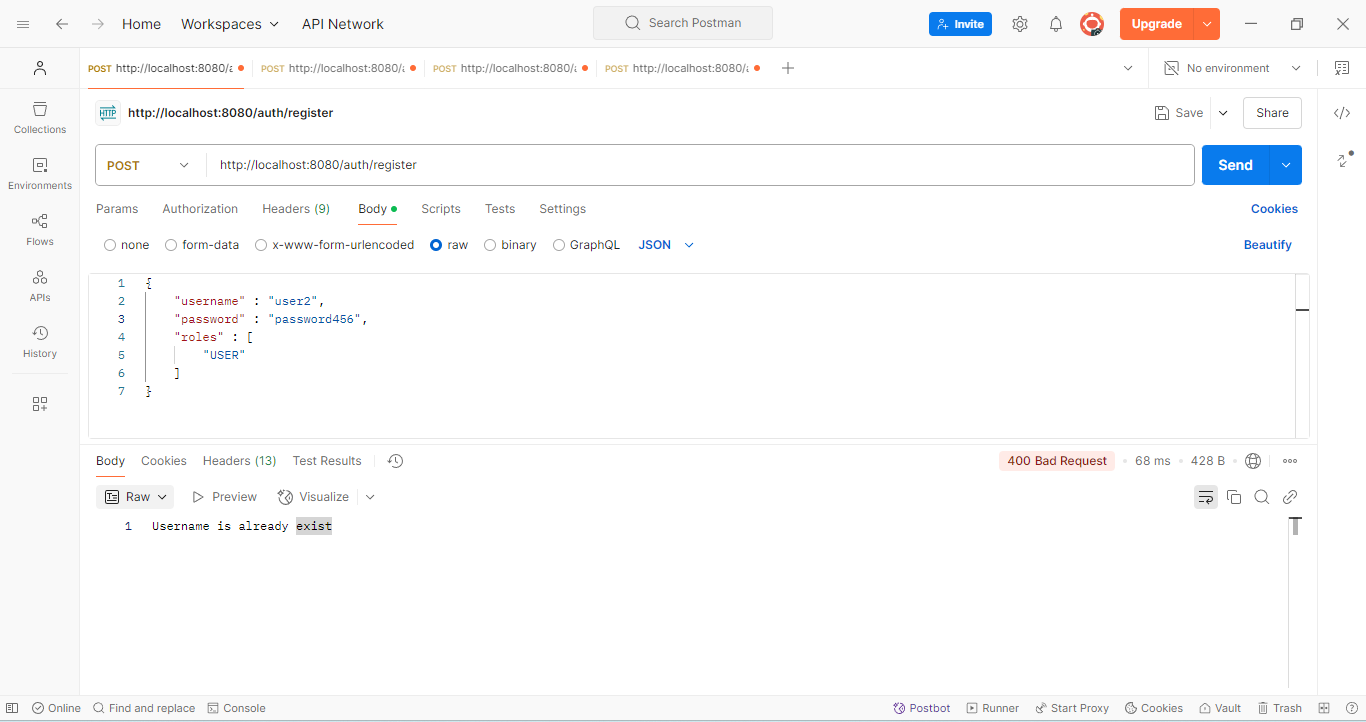 Home Workspaces API Network Search Postman Invite Upgrade
POST http://localhost:8080/a POST http://localhost:8080/a POST http://localhost:8080/a POST http://localhost:8080/a No environment
HTTP http://localhost:8080/auth/register Save Share
Collections
Environments
Flows
APIs
History
POST http://localhost:8080/auth/register Send
Params Authorization Headers (9) Body Scripts Tests Settings Cookies
none form-data x-www-form-urlencoded raw binary GraphQL JSON Beautify
1 {
2 "username" : "user2",
3 "password" : "password456",
4 "roles" : [
5 "USER"
6 ]
7 }
Body Cookies Headers (13) Test Results 400 Bad Request • 68 ms • 428 B
Raw Preview Visualize
1 Username is already exist
Online Find and replace Console Postbot Runner Start Proxy Cookies Vault Trash